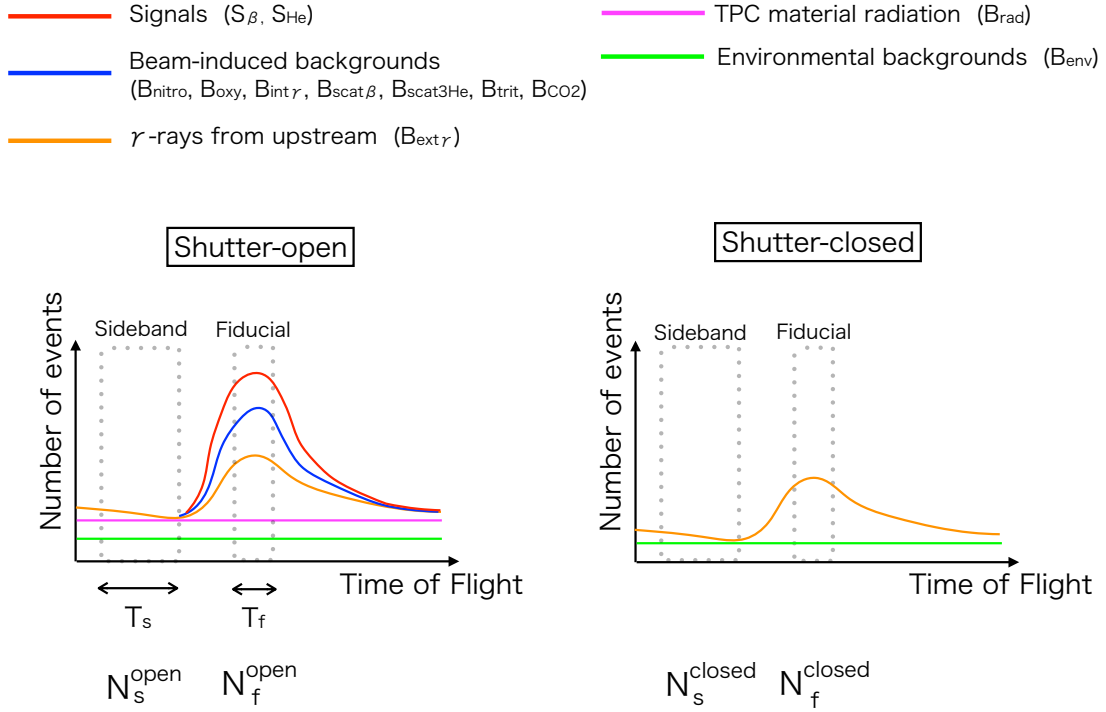 Signals (Sβ, SHe)
Beam-induced backgrounds
(Bnitro, Boxy, Bintγ, Bscatβ, Bscat3He, Btrit, BCO2)
γ-rays from upstream (Bextγ)
TPC material radiation (Brad)
Environmental backgrounds (Benv)
Shutter-open
Number of events
Sideband
Fiducial
Time of Flight
Ts
Tf
Nsopen
Nfopen
Shutter-closed
Number of events
Sideband
Fiducial
Time of Flight
Nsclosed
Nfclosed